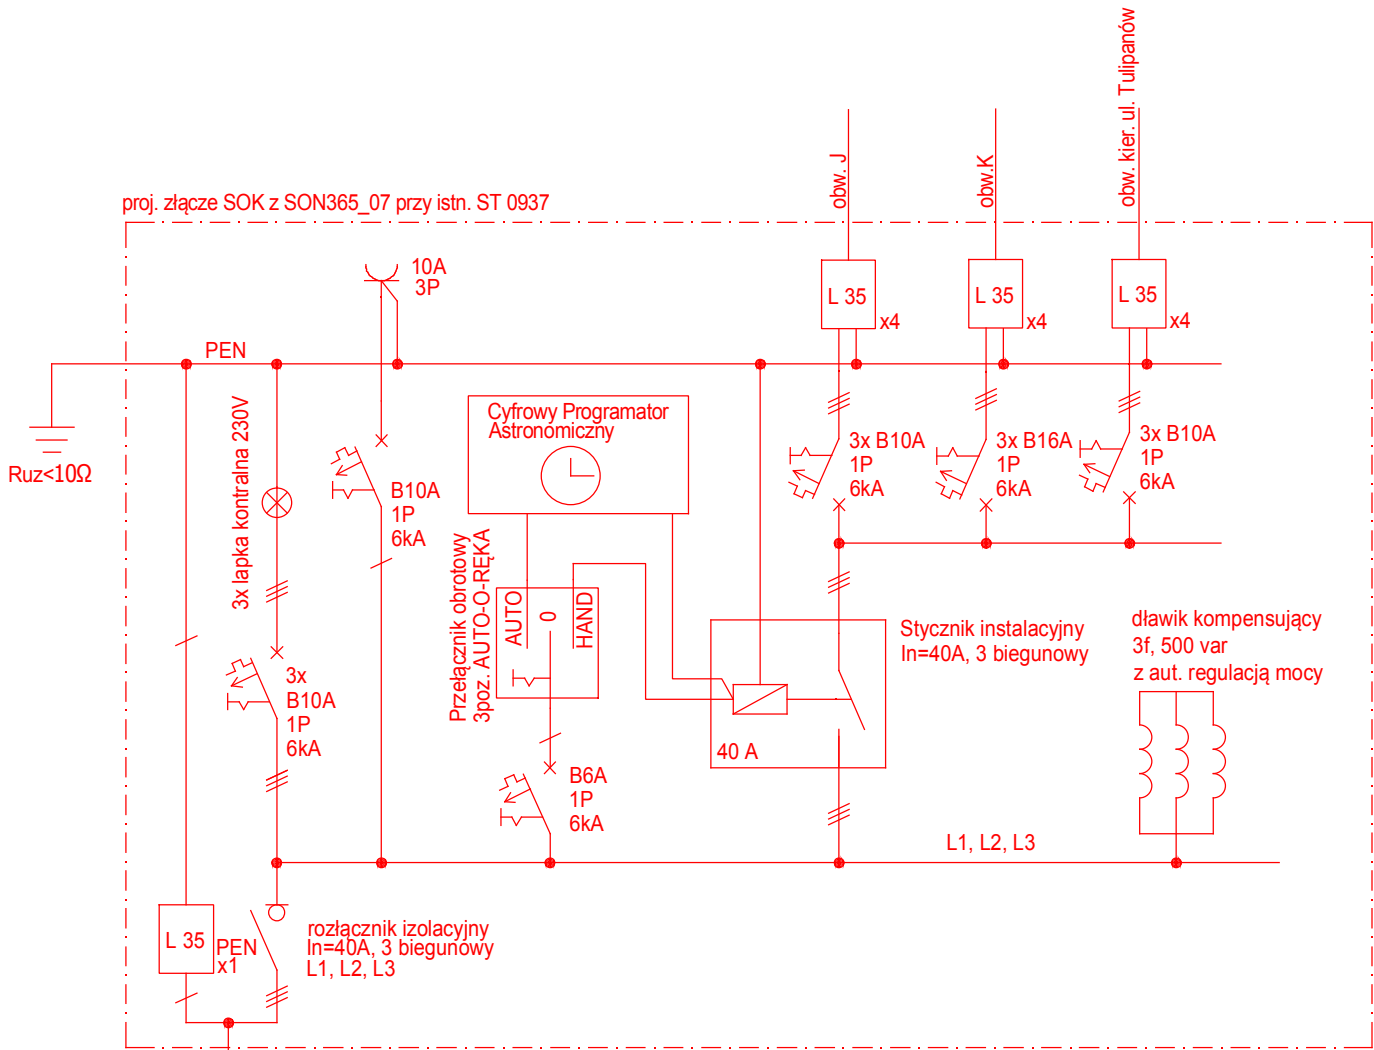 obw. kier. ul. Tulipanów
obw. J
obw.K
proj. złącze SOK z SON365_07 przy istn. ST 0937
10A
3P
L 35
x4
L 35
x4
L 35
x4
PEN
Ruz<10Ω
3x lapka kontralna 230V
Cyfrowy Programator
Astronomiczny
B10A
1P
6kA
3x B10A
1P
6kA
3x B16A
1P
6kA
3x B10A
1P
6kA
Przełącznik obrotowy
3poz. AUTO-O-RĘKA
AUTO
0
HAND
3x
B10A
1P
6kA
B6A
1P
6kA
40 A
Stycznik instalacyjny
In=40A, 3 biegunowy
dławik kompensujący
3f, 500 var
z aut. regulacją mocy
L1, L2, L3
L 35
PEN
x1
rozłącznik izolacyjny
In=40A, 3 biegunowy
L1, L2, L3